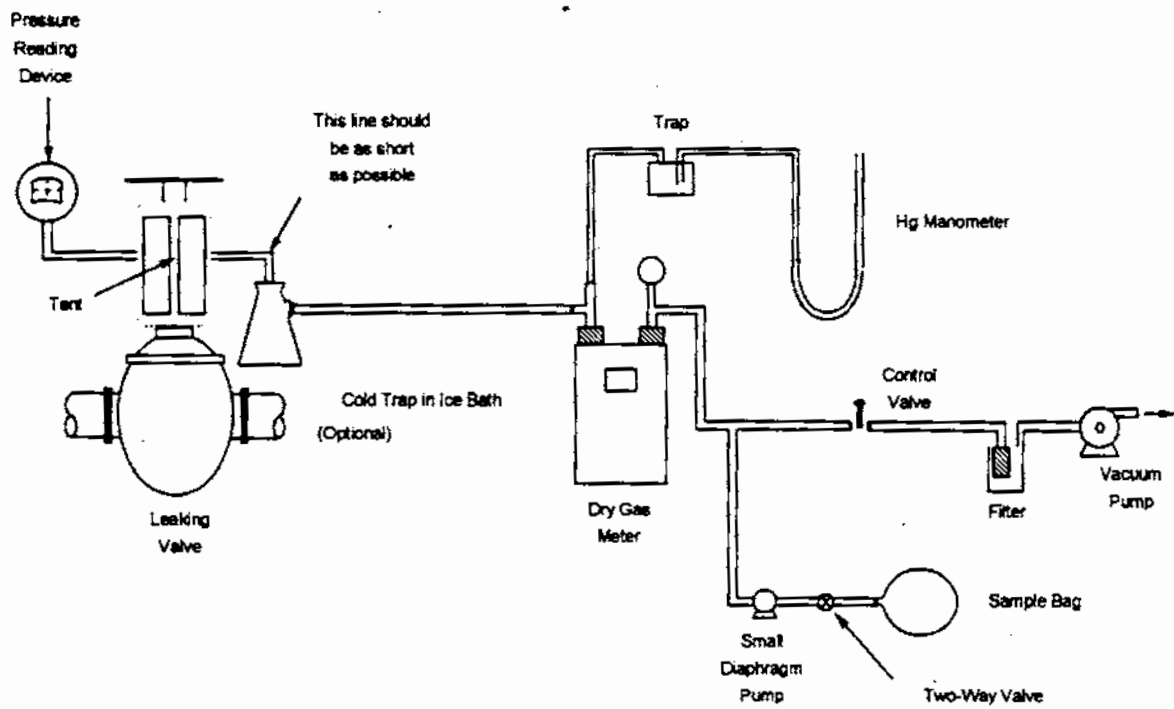 Pressure
Reading
Device
This line should
be as short
as possible
Trap
Hg Manometer
Tent
Control
Valve
Cold Trap in Ice Bath
(Optional)
Leaking
Valve
Dry Gas
Meter
Filter
Vacuum
Pump
Sample Bag
Small
Diaphragm
Pump
Two-Way Valve